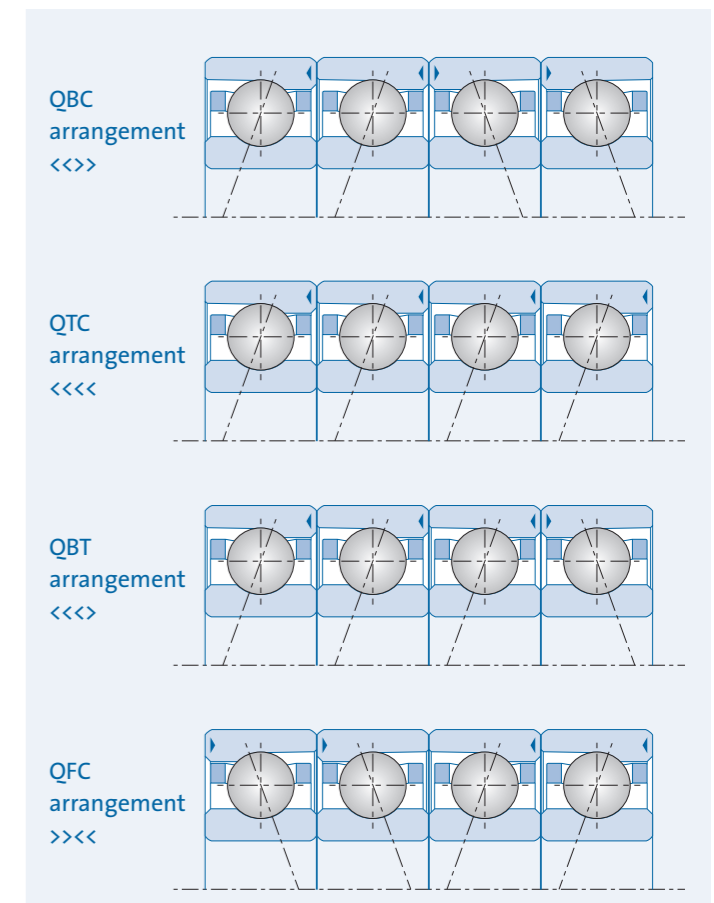 QBC
arrangement
<<>>
QTC
arrangement
<<<<
QBT
arrangement
<<<>
QFC
arrangement
>><<